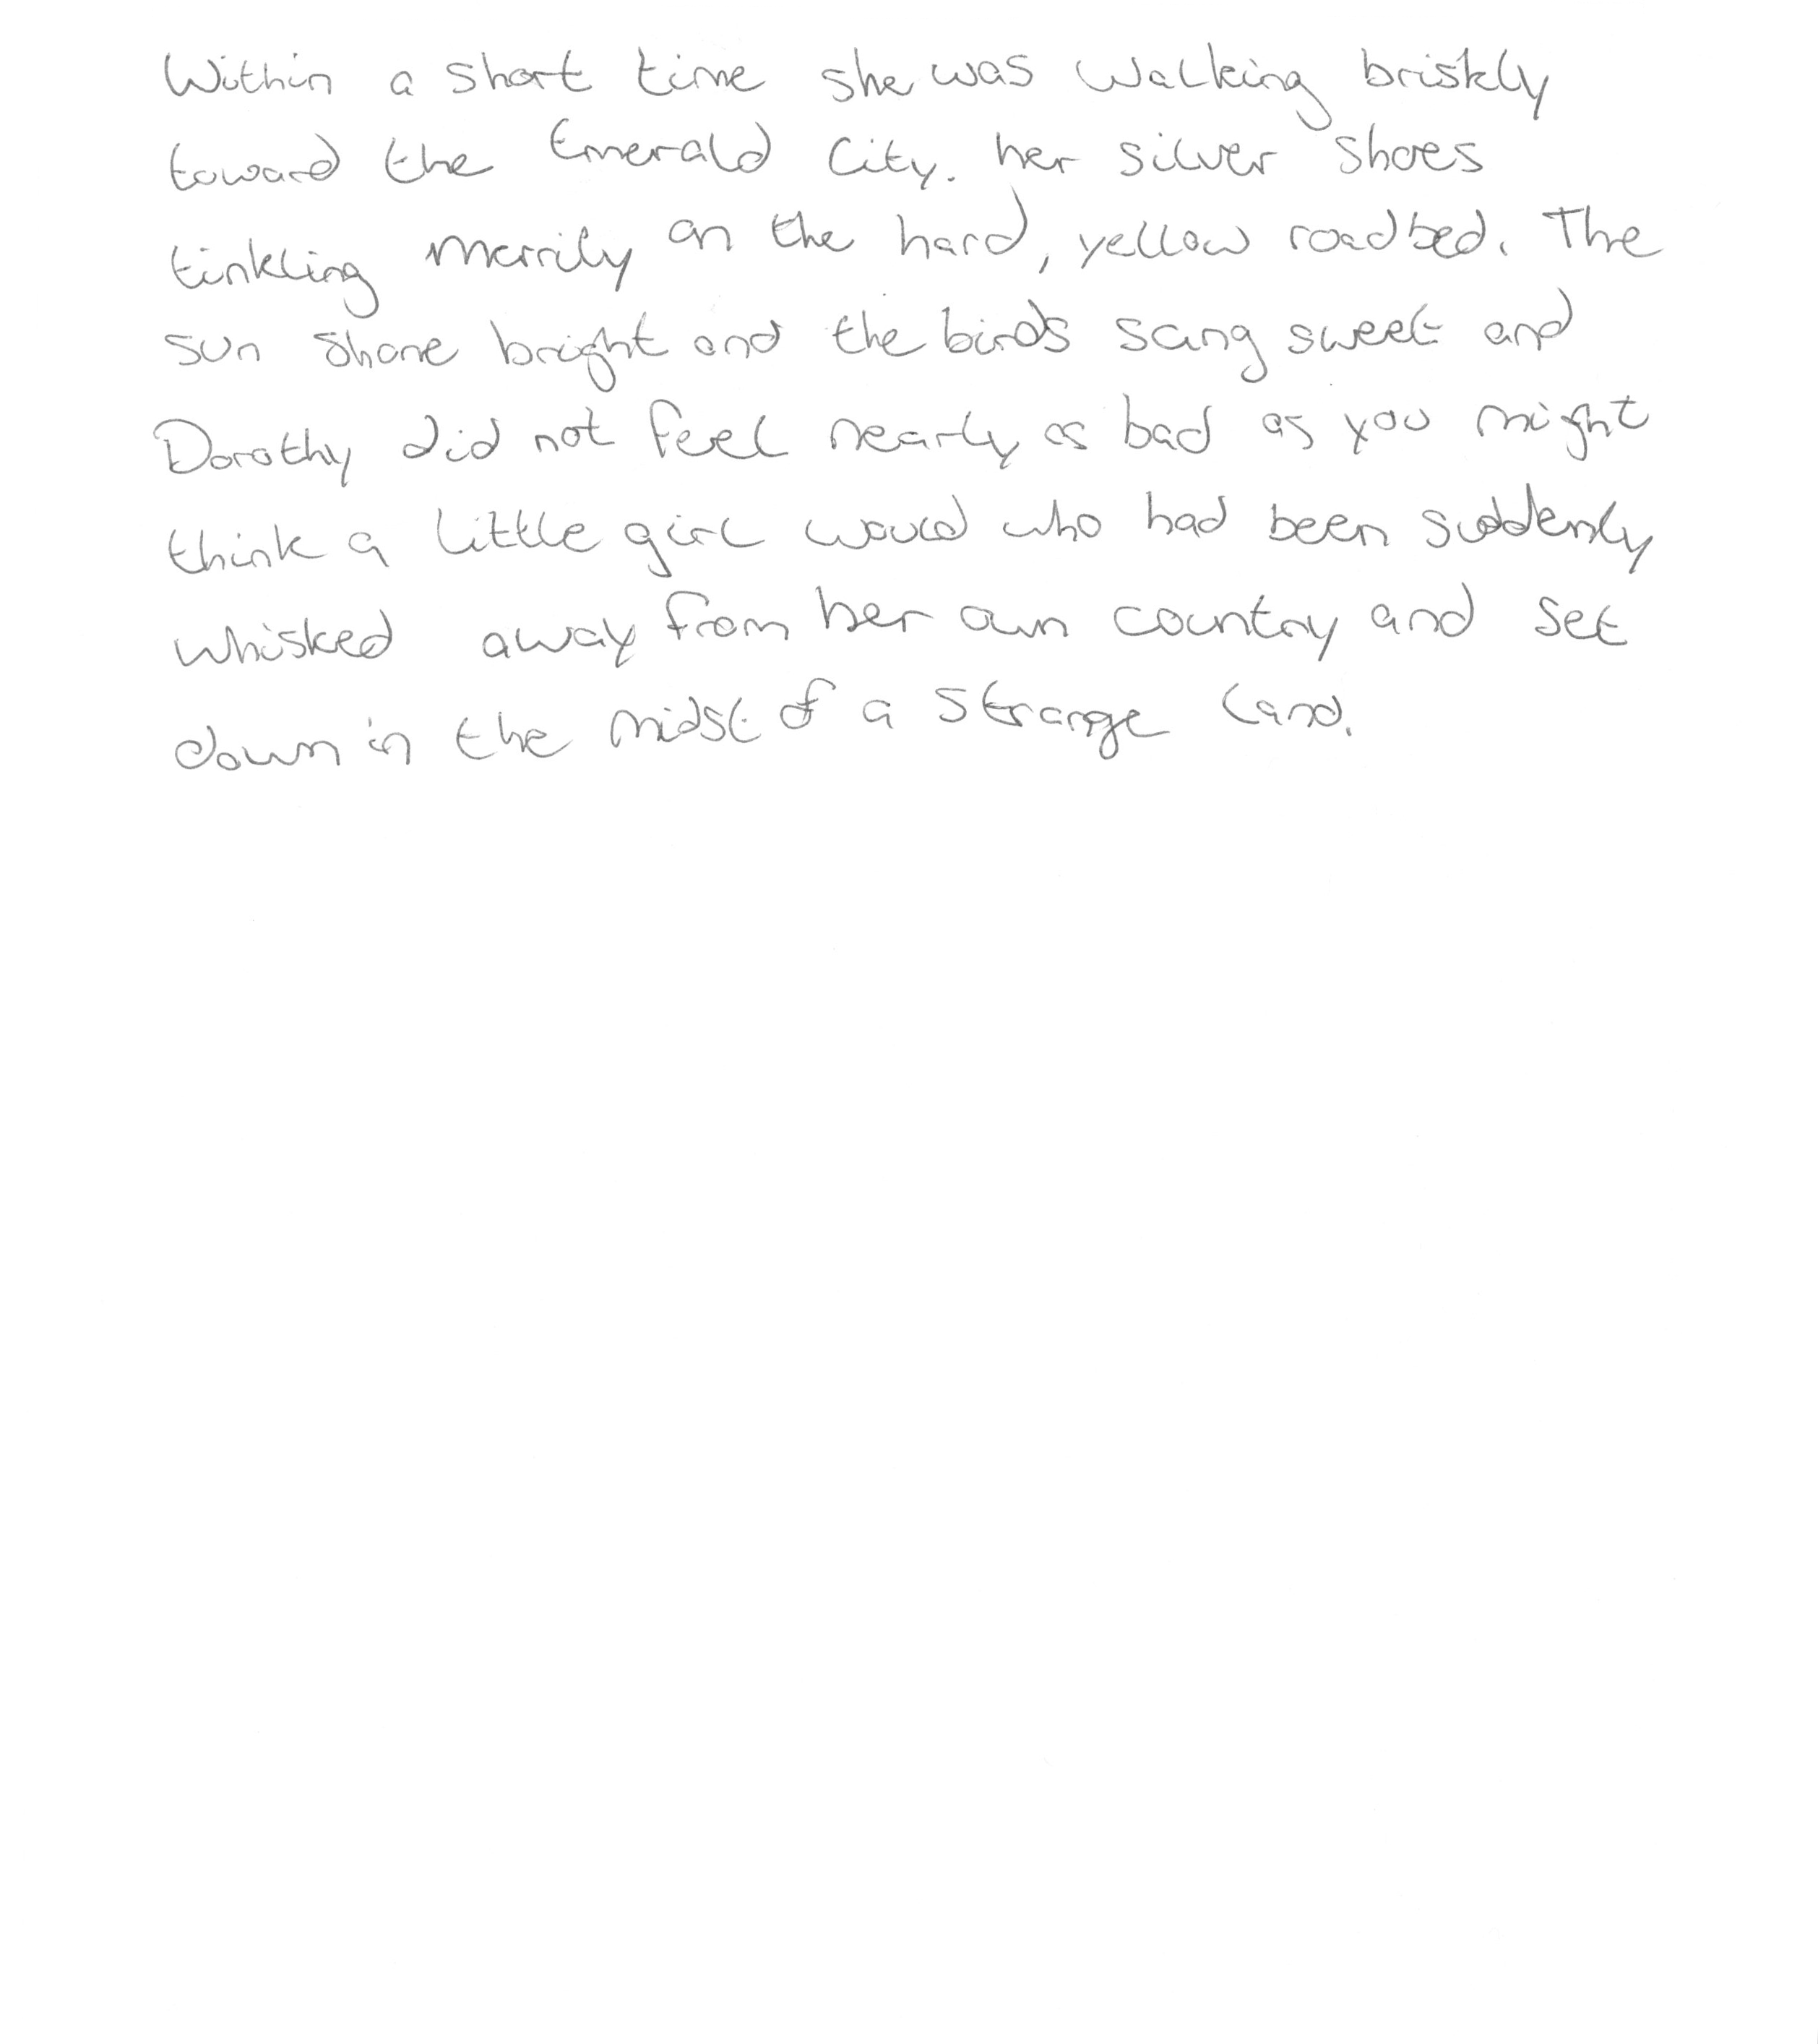 Within a short time she was walking briskly
toward the Emerald City. her silver shoes
tinkling merrily on the hard, yellow roadbed. The
sun shone bright and the birds sang sweet and
Dorothy did not feel nearly as bad as you might
think a little girl would who had been suddenly
whisked away from her own country and set
down in the midst of a strange land.